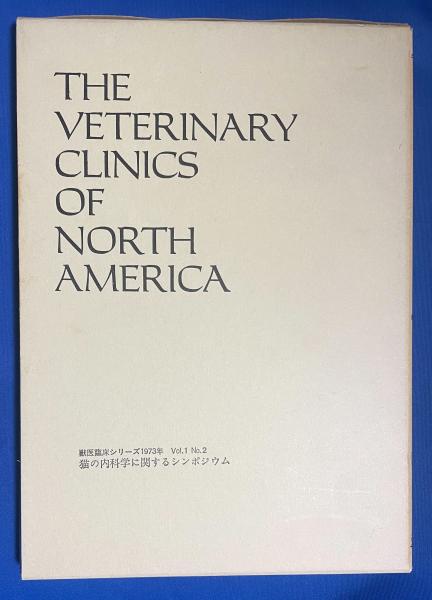 THE
VETERINARY
CLINICS
OF
NORTH
AMERICA
獣医臨床シリーズ1973年 Vol.1 No.2
猫の内科学に関するシンポジウム